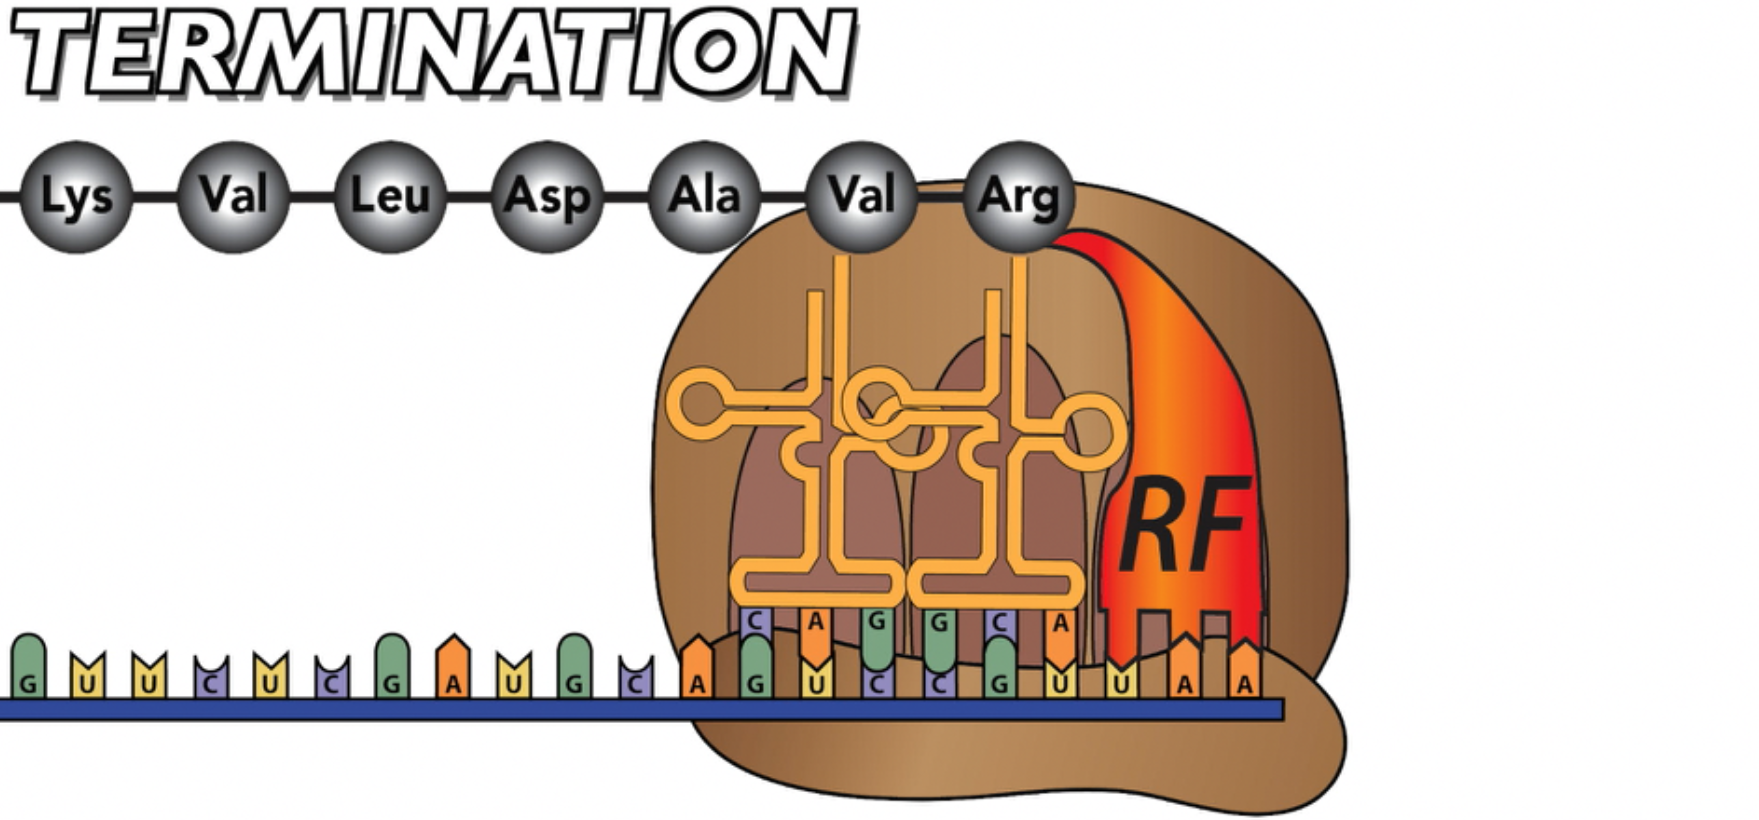 TERMINATION
Lys Val Leu Asp Ala Val Arg
RF
C A G G C A
G U U C U C G A U G C A G U C C G U U A A